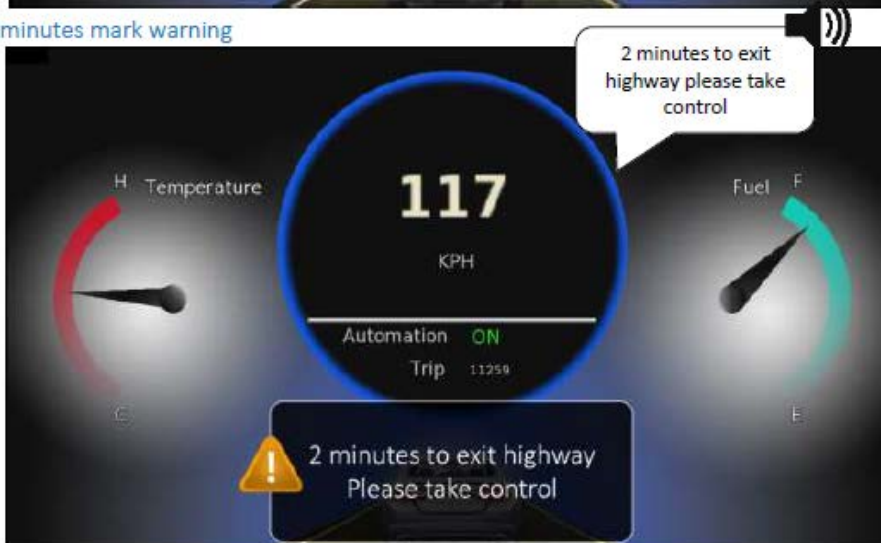 minutes mark warning
2 minutes to exit
highway please take
control
H Temperature
117
KPH
Fuel F
Automation ON
Trip 11259
C
E
2 minutes to exit highway
Please take control